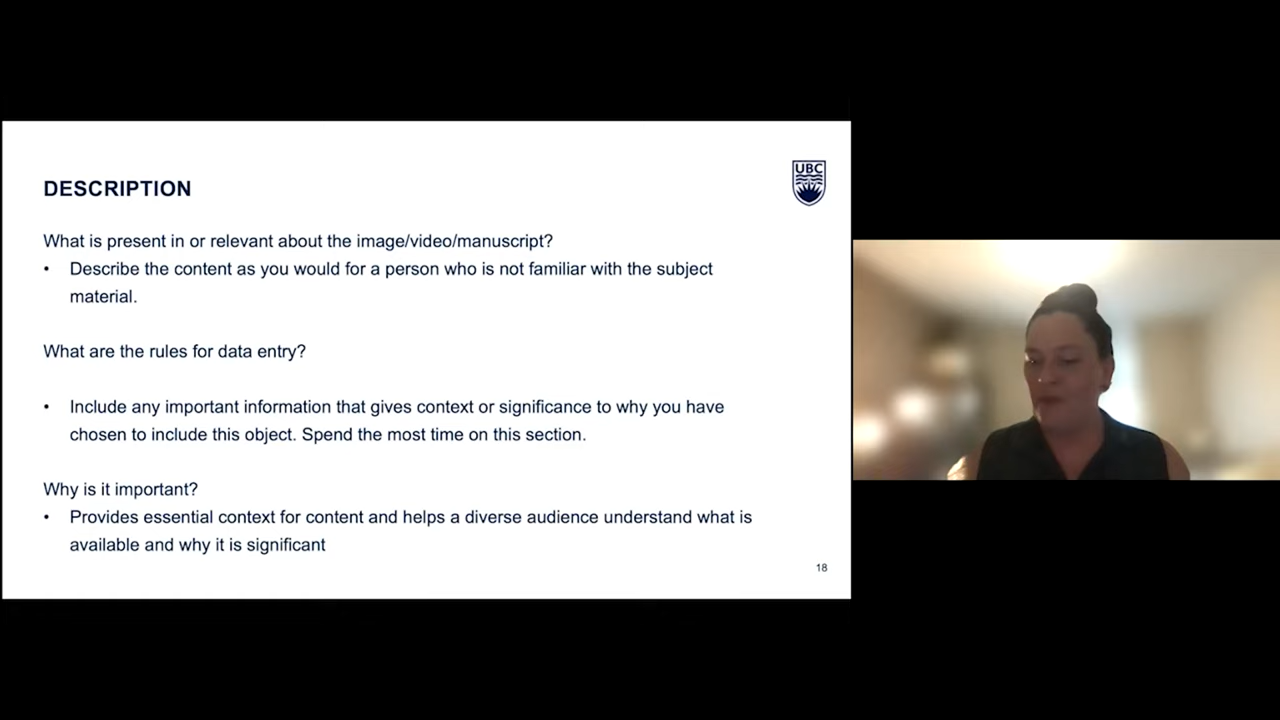 UBC
DESCRIPTION
What is present in or relevant about the image/video/manuscript?
• Describe the content as you would for a person who is not familiar with the subject
material.
What are the rules for data entry?
• Include any important information that gives context or significance to why you have
chosen to include this object. Spend the most time on this section.
Why is it important?
• Provides essential context for content and helps a diverse audience understand what is
available and why it is significant
18